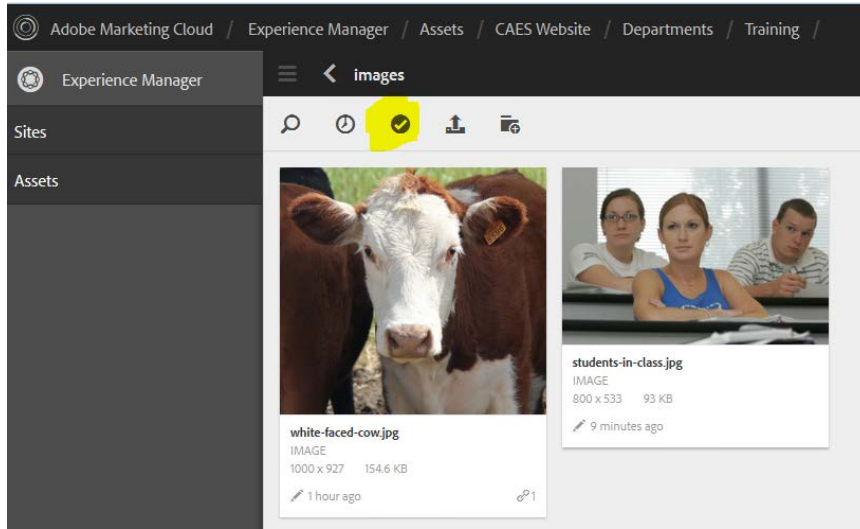 Adobe Marketing Cloud / Experience Manager / Assets / CAES Website / Departments / Training /
Experience Manager
images
Sites
Assets
white-faced-cow.jpg
IMAGE
1000 x 927 154.6 KB
1 hour ago 1
students-in-class.jpg
IMAGE
800 x 533 93 KB
9 minutes ago